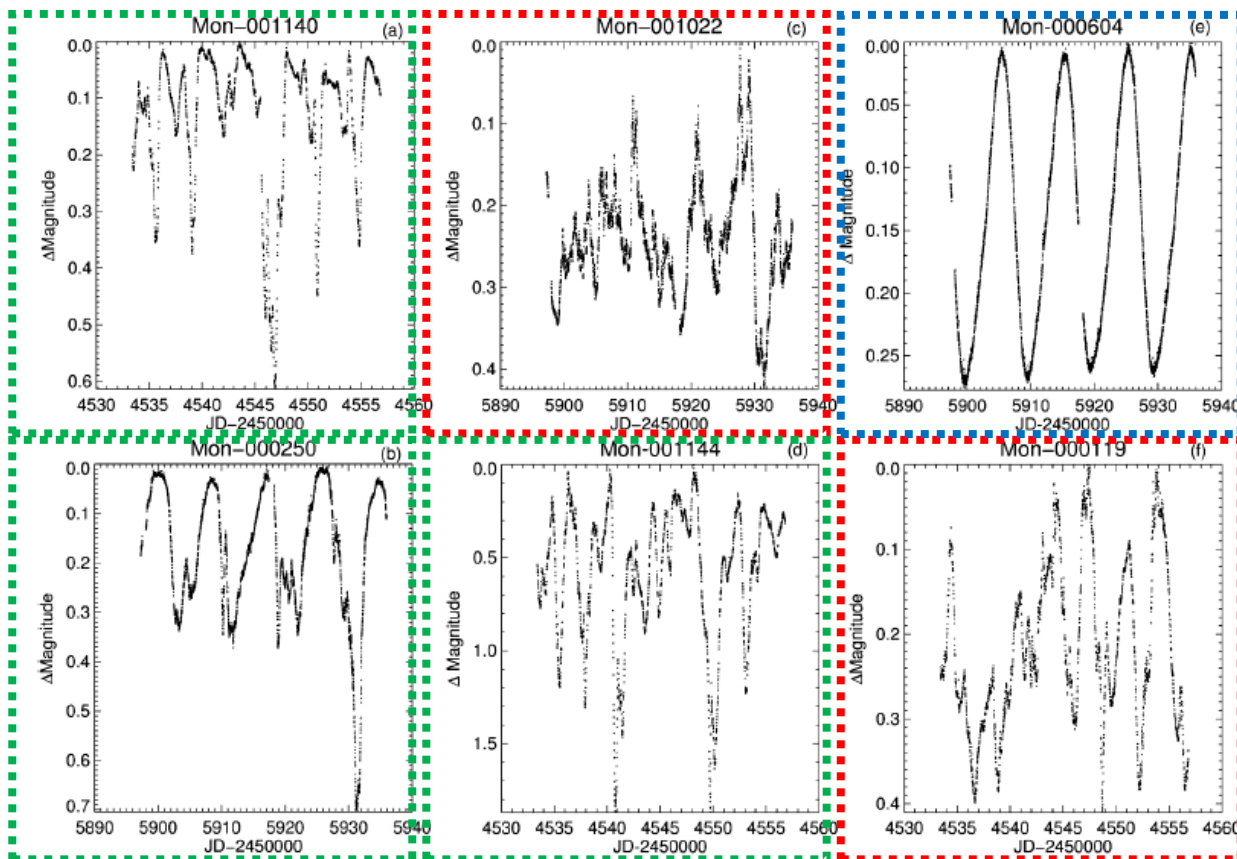 Mon-001140 (a)
0.0
0.1
0.2
0.3
0.4
0.5
0.6
ΔMagnitude
4530 4535 4540 4545 4550 4555 4560
JD-2450000
Mon-001022 (c)
0.0
0.1
0.2
0.3
0.4
ΔMagnitude
5890 5900 5910 5920 5930 5940
JD-2450000
Mon-000604 (e)
0.00
0.05
0.10
0.15
0.20
0.25
Δ Magnitude
5890 5900 5910 5920 5930 5940
JD-2450000
Mon-000250 (b)
0.0
0.1
0.2
0.3
0.4
0.5
0.6
0.7
ΔMagnitude
5890 5900 5910 5920 5930 5940
JD-2450000
Mon-001144 (d)
0.0
0.5
1.0
1.5
Δ Magnitude
4530 4535 4540 4545 4550 4555 4560
JD-2450000
Mon-000119 (f)
0.0
0.1
0.2
0.3
0.4
ΔMagnitude
4530 4535 4540 4545 4550 4555 4560
JD-2450000